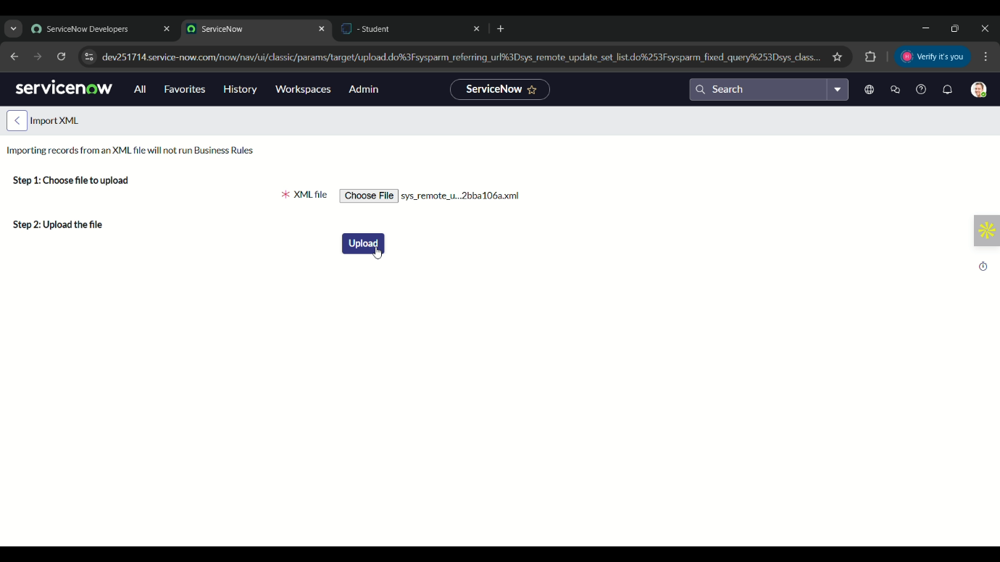 ServiceNow Developers
ServiceNow
- Student
dev251714.service-now.com/now/nav/ui/classic/params/target/upload.do%3Fsysparm_referring_url%3Dsys_remote_update_set_list.do%253Fsysparm_fixed_query%253Dsys_class...
H Verify it's you
servicenow
All
Favorites
History
Workspaces
Admin
ServiceNow
Search
Import XML
Importing records from an XML file will not run Business Rules
Step 1: Choose file to upload
XML file
Choose File sys_remote_u...2bba106a.xml
Step 2: Upload the file
Upload